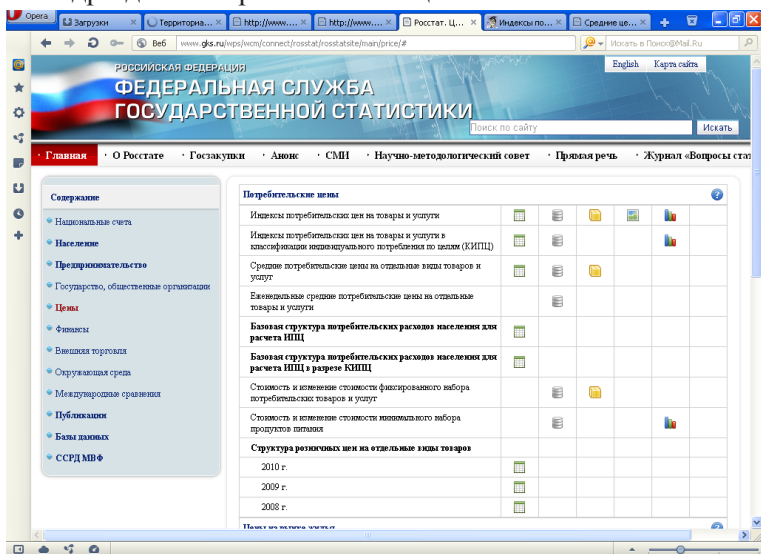 Opera
Загрузки
Территориа...
http://www....
http://www....
Росстат. Ц...
Индексы по...
Средние це...
Веб
www.gks.ru/wps/wcm/connect/rosstat/rosstatsite/main/price/#
Искать в Поиск@Mail.Ru
РОССИЙСКАЯ ФЕДЕРАЦИЯ
ФЕДЕРАЛЬНАЯ СЛУЖБА
ГОСУДАРСТВЕННОЙ СТАТИСТИКИ
English Карта сайта
Поиск по сайту
Искать
· Главная · О Росстате · Госзакупки · Анонс · СМИ · Научно-методологический совет · Прямая речь · Журнал «Вопросы стат
Содержание
Национальные счета
Население
Предпринимательство
Государство, общественные организации
Цены
Финансы
Внешняя торговля
Окружающая среда
Международные сравнения
Публикации
Базы данных
ССРД МВФ
Потребительские цены
Индексы потребительских цен на товары и услуги
Индексы потребительских цен на товары и услуги в
классификации индивидуального потребления по целям (КИПЦ)
Средние потребительские цены на отдельные виды товаров и
услуг
Еженедельные средние потребительские цены на отдельные
товары и услуги
Базовая структура потребительских расходов населения для
расчета ИПЦ
Базовая структура потребительских расходов населения для
расчета ИПЦ в разрезе КИПЦ
Стоимость и изменение стоимости фиксированного набора
потребительских товаров и услуг
Стоимость и изменение стоимости минимального набора
продуктов питания
Структура розничных цен на отдельные виды товаров
2010 г.
2009 г.
2008 г.
Цены на рынке жилья